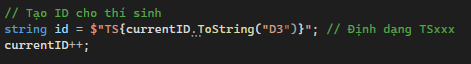 // Tạo ID cho thí sinh
string id = $"TS{currentID.ToString("D3")}"; // Định dạng TSxxx
currentID++;